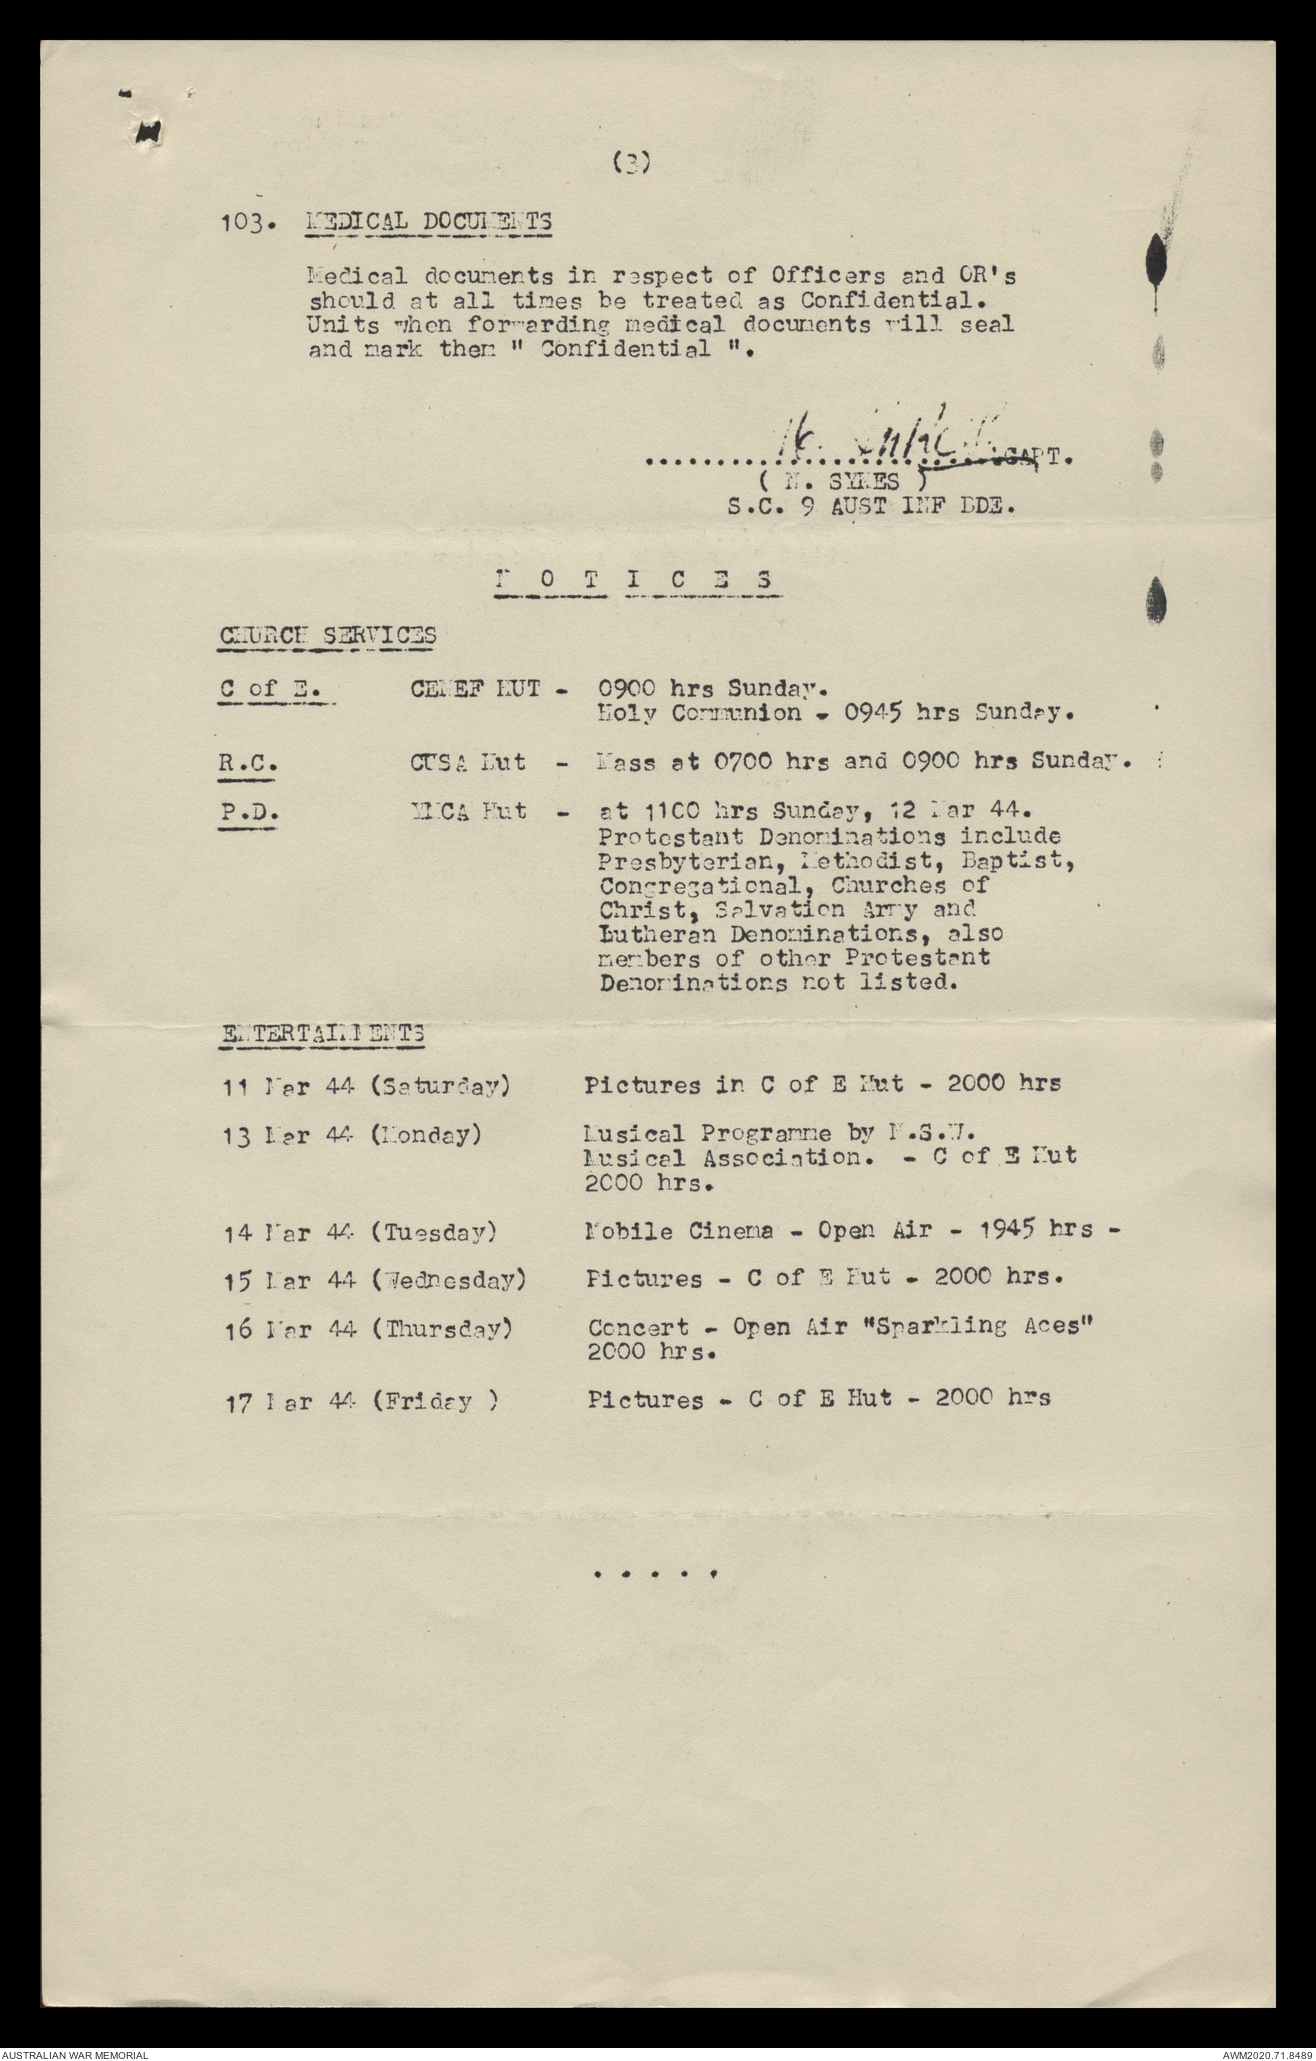 (3)
103. MEDICAL DOCUMENTS
Medical documents in respect of Officers and OR's
should at all times be treated as Confidential.
Units when forwarding medical documents will seal
and mark them " Confidential ".
....................... CAPT.
( N. SYKES )
S.C. 9 AUST INF BDE.
N O T I C E S
CHURCH SERVICES
C of E. CENEF HUT - 0900 hrs Sunday.
Holy Communion - 0945 hrs Sunday.
R.C. CUSA Hut - Mass at 0700 hrs and 0900 hrs Sunday.
P.D. YMCA Hut - at 1100 hrs Sunday, 12 Mar 44.
Protestant Denominations include
Presbyterian, Methodist, Baptist,
Congregational, Churches of
Christ, Salvation Army and
Lutheran Denominations, also
members of other Protestant
Denominations not listed.
ENTERTAINMENTS
11 Mar 44 (Saturday) Pictures in C of E Hut - 2000 hrs
13 Mar 44 (Monday) Musical Programme by N.S.W.
Musical Association. - C of E Hut
2000 hrs.
14 Mar 44 (Tuesday) Mobile Cinema - Open Air - 1945 hrs -
15 Mar 44 (Wednesday) Pictures - C of E Hut - 2000 hrs.
16 Mar 44 (Thursday) Concert - Open Air "Sparkling Aces"
2000 hrs.
17 Mar 44 (Friday ) Pictures - C of E Hut - 2000 hrs
. . . . .
AUSTRALIAN WAR MEMORIAL AWM2020.71.8489